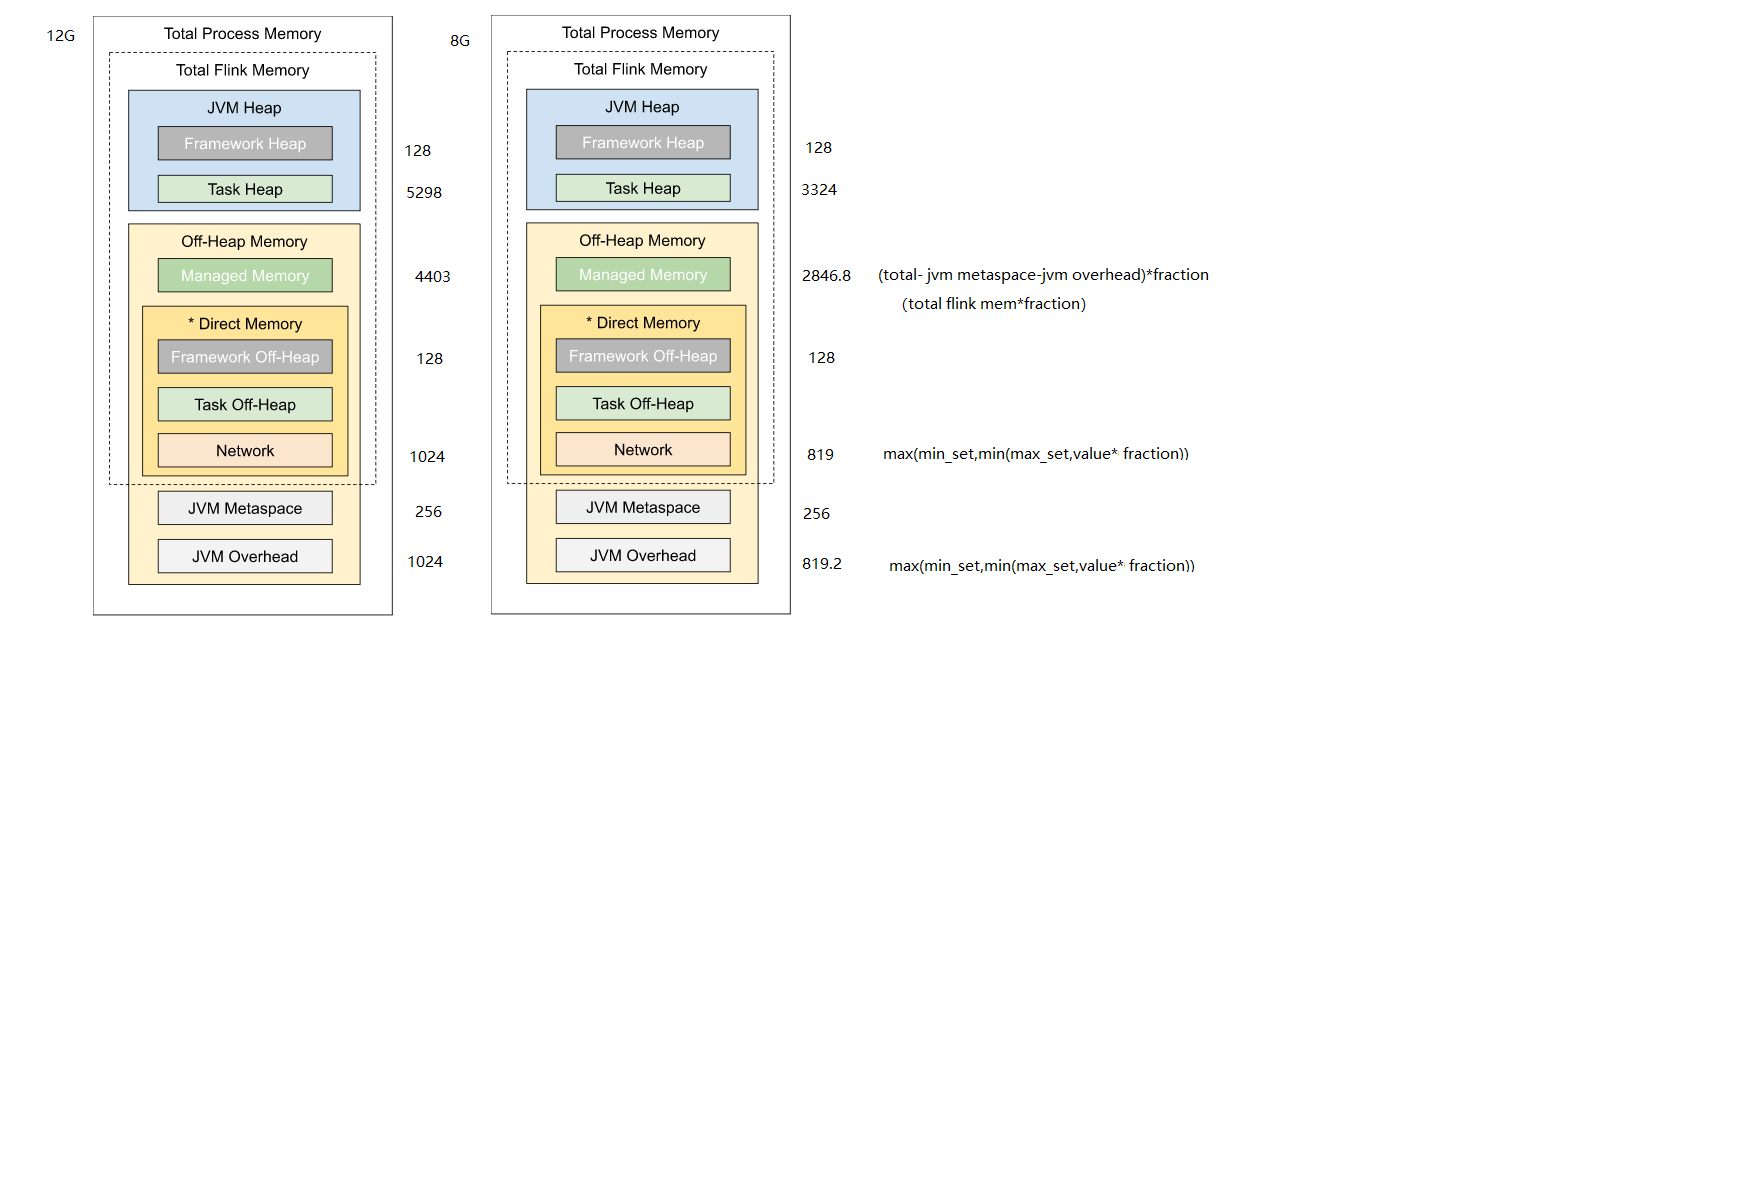 12G
Total Process Memory
Total Flink Memory
JVM Heap
Framework Heap
128
Task Heap
5298
Off-Heap Memory
Managed Memory
4403
* Direct Memory
Framework Off-Heap
128
Task Off-Heap
Network
1024
JVM Metaspace
256
JVM Overhead
1024
8G
Total Process Memory
Total Flink Memory
JVM Heap
Framework Heap
128
Task Heap
3324
Off-Heap Memory
Managed Memory
2846.8
(total- jvm metaspace-jvm overhead)*fraction
(total flink mem*fraction)
* Direct Memory
Framework Off-Heap
128
Task Off-Heap
Network
819
max(min_set,min(max_set,value* fraction))
JVM Metaspace
256
JVM Overhead
819.2
max(min_set,min(max_set,value* fraction))